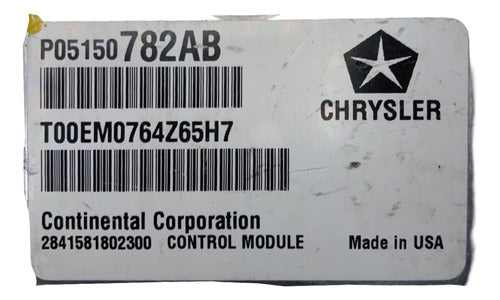 P05150782AB
CHRYSLER
T00EM0764Z65H7
Continental Corporation
2841581802300 CONTROL MODULE Made in USA